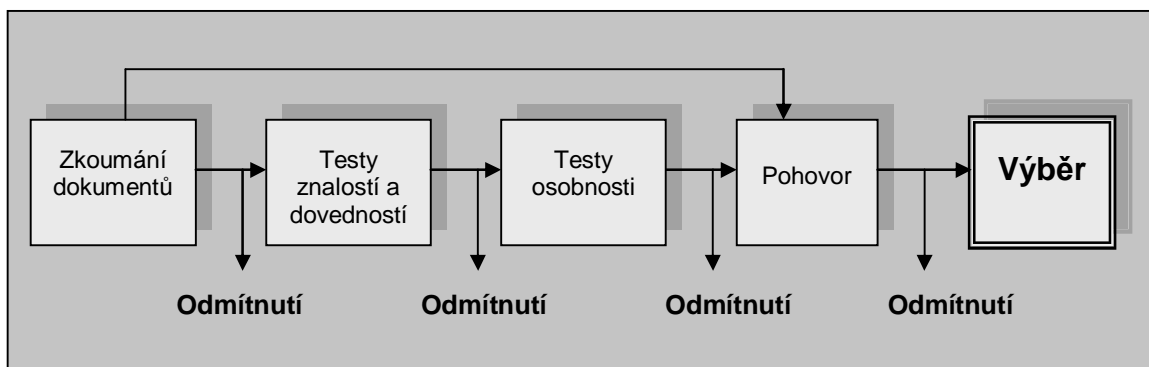 Zkoumání
dokumentů
Testy
znalostí a
dovedností
Testy
osobnosti
Pohovor
Výběr
Odmítnutí
Odmítnutí
Odmítnutí
Odmítnutí